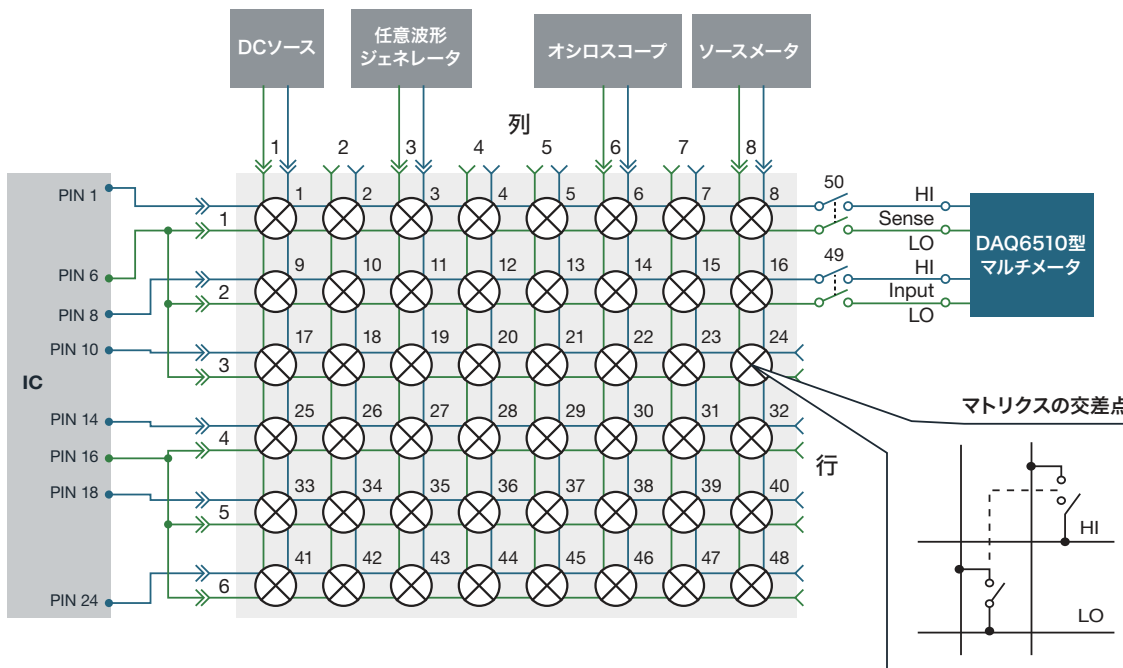 DCソース
任意波形
ジェネレータ
オシロスコープ
ソースメータ
列
1 2 3 4 5 6 7 8
IC
PIN 1
PIN 6
PIN 8
PIN 10
PIN 14
PIN 16
PIN 18
PIN 24
1
1 2 3 4 5 6 7 8
2
9 10 11 12 13 14 15 16
3
17 18 19 20 21 22 23 24
4
25 26 27 28 29 30 31 32
5
33 34 35 36 37 38 39 40
6
41 42 43 44 45 46 47 48
行
50
HI
Sense
LO
49
HI
Input
LO
DAQ6510型
マルチメータ
マトリクスの交差点
HI
LO